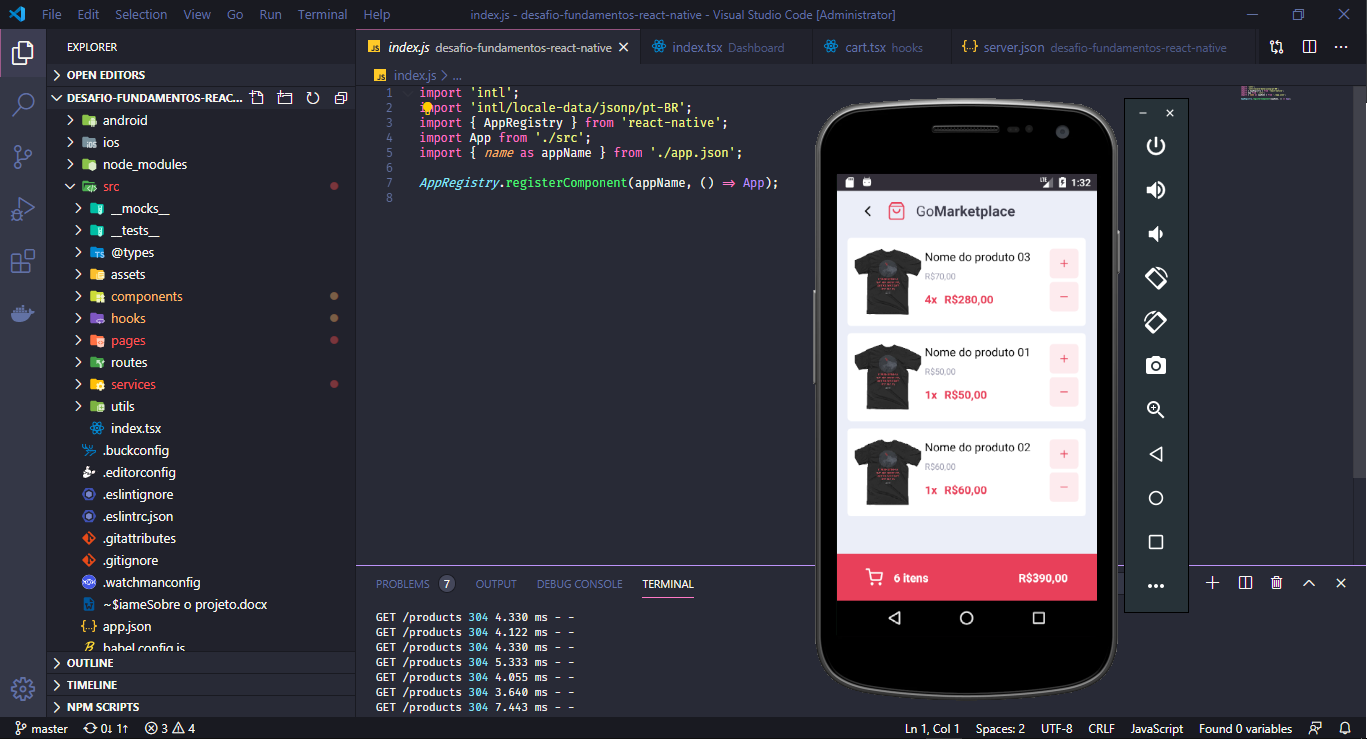 File Edit Selection View Go Run Terminal Help
index.js - desafio-fundamentos-react-native - Visual Studio Code [Administrator]
EXPLORER
OPEN EDITORS
DESAFIO-FUNDAMENTOS-REAC...
android
ios
node_modules
src
__mocks__
__tests__
@types
assets
components
hooks
pages
routes
services
utils
index.tsx
.buckconfig
.editorconfig
.eslintignore
.eslintrc.json
.gitattributes
.gitignore
.watchmanconfig
~$iameSobre o projeto.docx
app.json
babel.config.js
OUTLINE
TIMELINE
NPM SCRIPTS
index.js desafio-fundamentos-react-native
index.tsx Dashboard
cart.tsx hooks
server.json desafio-fundamentos-react-native
index.js > ...
1 import 'intl';
2 import 'intl/locale-data/jsonp/pt-BR';
3 import { AppRegistry } from 'react-native';
4 import App from './src';
5 import { name as appName } from './app.json';
6
7 AppRegistry.registerComponent(appName, () => App);
8
PROBLEMS 7 OUTPUT DEBUG CONSOLE TERMINAL
GET /products 304 4.330 ms - -
GET /products 304 4.122 ms - -
GET /products 304 4.330 ms - -
GET /products 304 5.333 ms - -
GET /products 304 4.055 ms - -
GET /products 304 3.640 ms - -
GET /products 304 7.443 ms - -
LTE 1:32
GoMarketplace
Nome do produto 03
R$70,00
4x R$280,00
+
−
Nome do produto 01
R$50,00
1x R$50,00
+
−
Nome do produto 02
R$60,00
1x R$60,00
+
−
6 itens R$390,00
master 0↓ 1↑ 3 4
Ln 1, Col 1 Spaces: 2 UTF-8 CRLF JavaScript Found 0 variables